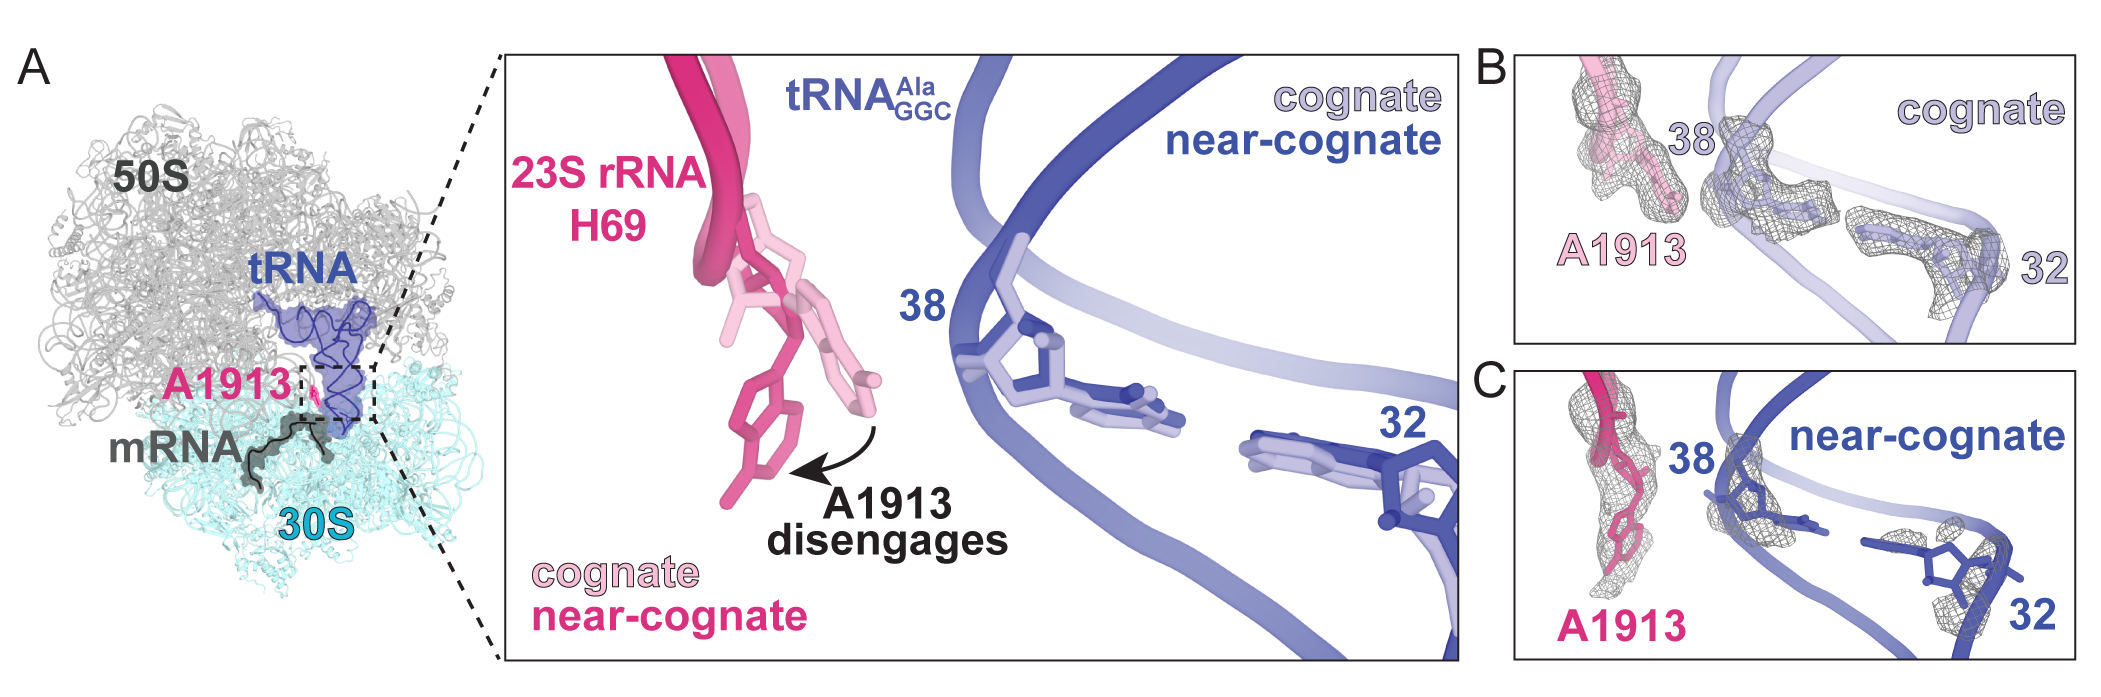 A
50S
tRNA
A1913
mRNA
30S
tRNA Ala GGC
cognate
near-cognate
23S rRNA
H69
38
32
A1913
disengages
cognate
near-cognate
B
38
cognate
A1913
32
C
near-cognate
38
A1913
32